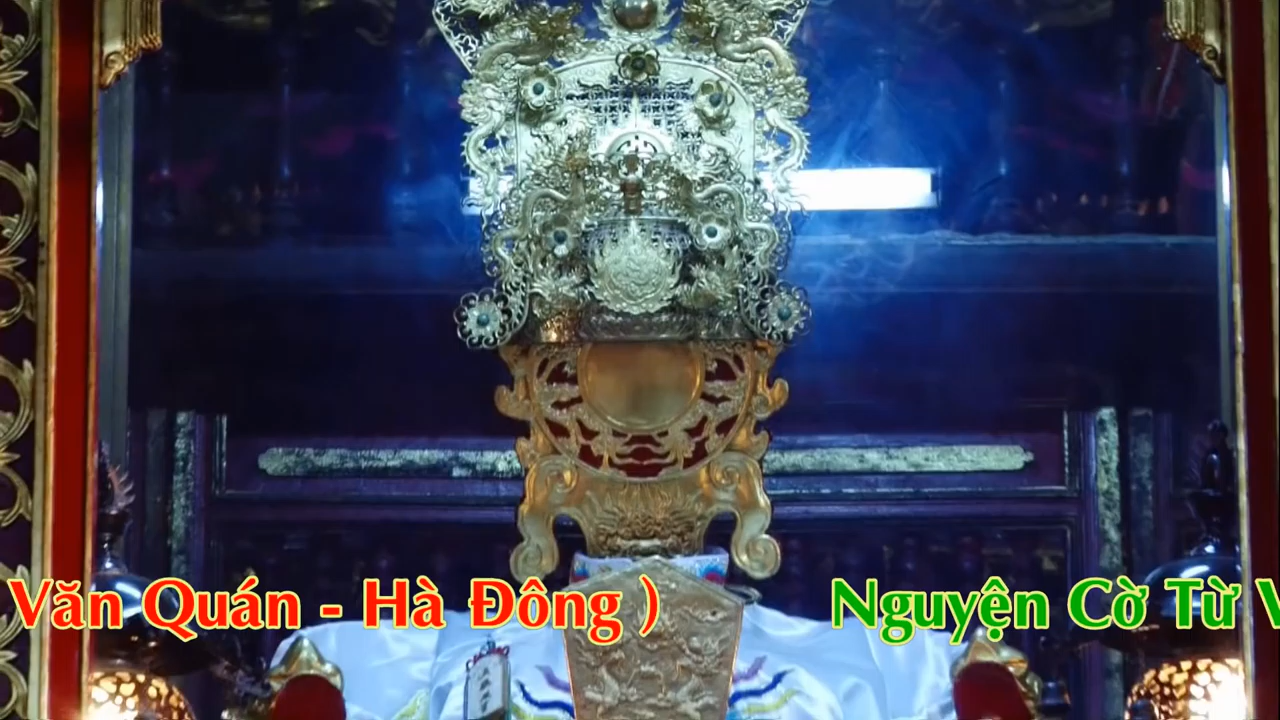 Văn Quán - Hà Đông ) Nguyện Cờ Từ